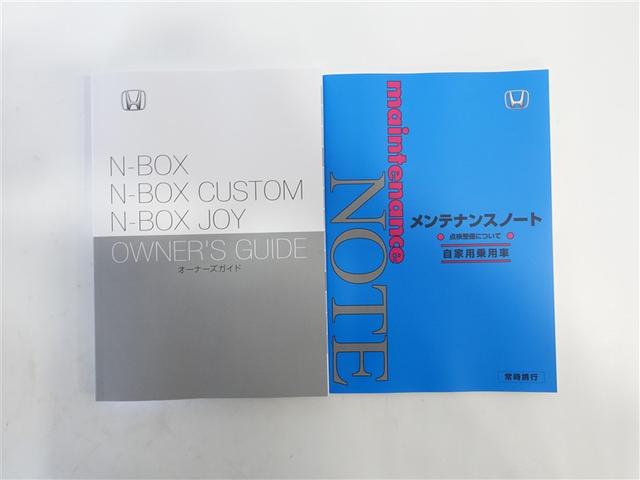 N-BOX
N-BOX CUSTOM
N-BOX JOY
OWNER'S GUIDE
オーナーズガイド
maintenance
NOTE
メンテナンスノート
点検整備について
自家用乗用車
常時携行